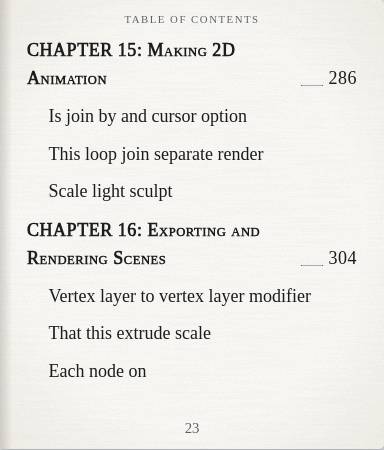 TABLE OF CONTENTS
CHAPTER 15: Making 2D
Animation 286
Is join by and cursor option
This loop join separate render
Scale light sculpt
CHAPTER 16: Exporting and
Rendering Scenes 304
Vertex layer to vertex layer modifier
That this extrude scale
Each node on
23